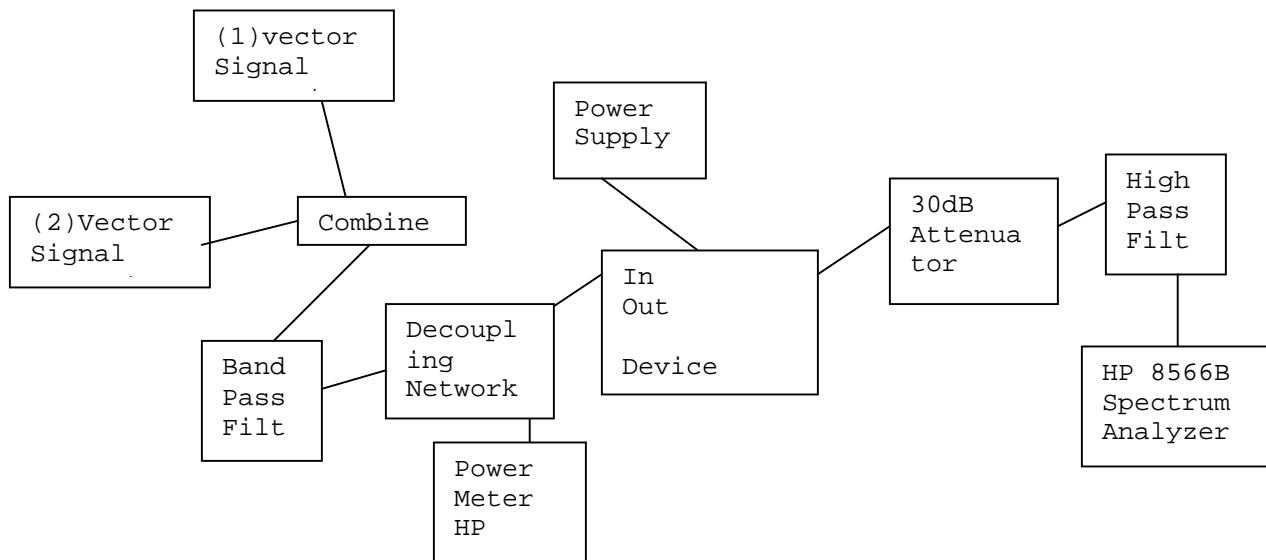 (1)vector
Signal
Power
Supply
High
Pass
Filt
30dB
Attenua
tor
(2)Vector
Signal
Combine
In
Out
Device
Decoupl
ing
Network
Band
Pass
Filt
HP 8566B
Spectrum
Analyzer
Power
Meter
HP